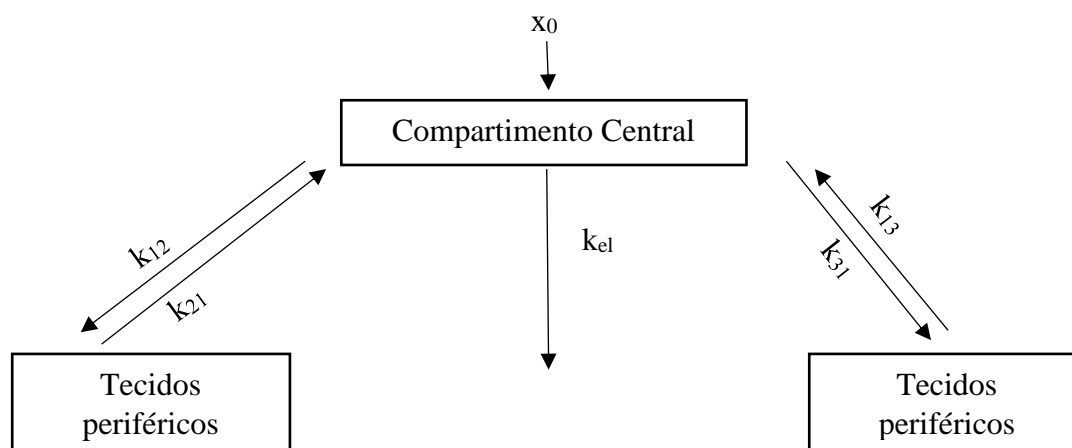 x₀
Compartimento Central
k₁₂
k₂₁
kₑₗ
k₁₃
k₃₁
Tecidos
periféricos
Tecidos
periféricos